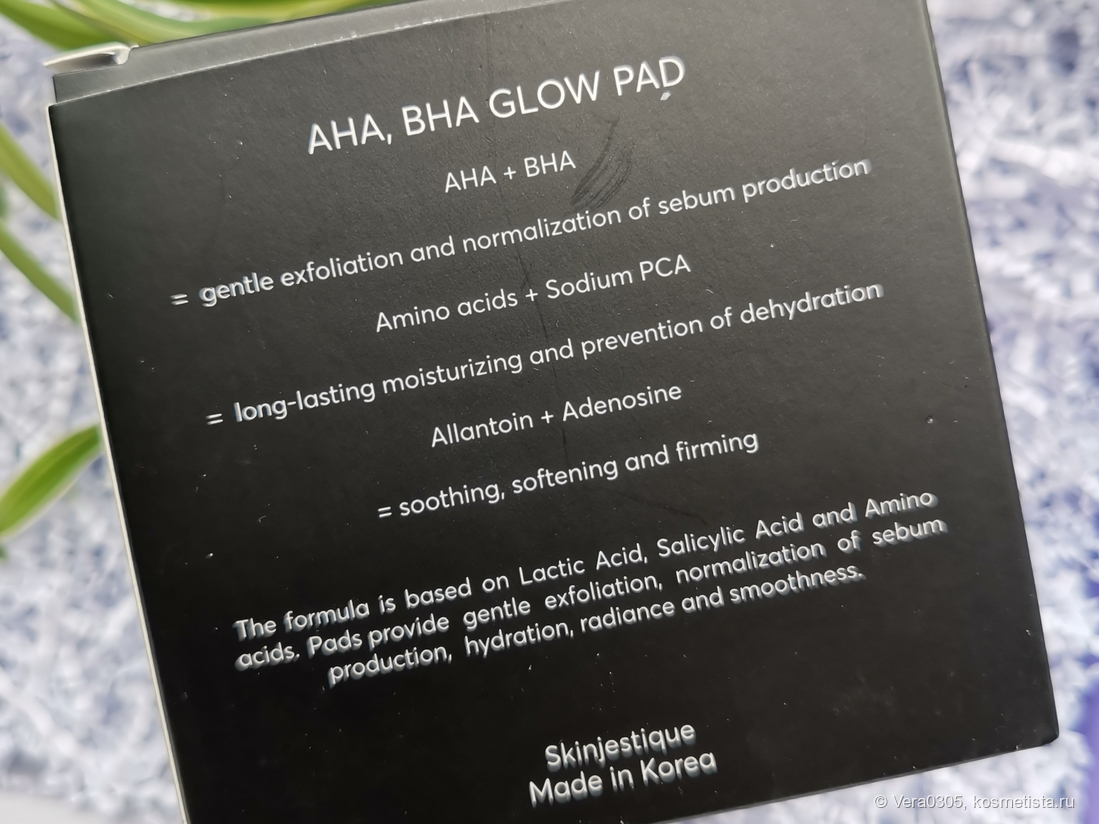 AHA, BHA GLOW PAD
AHA + BHA
= gentle exfoliation and normalization of sebum production
Amino acids + Sodium PCA
= long-lasting moisturizing and prevention of dehydration
Allantoin + Adenosine
= soothing, softening and firming
The formula is based on Lactic Acid, Salicylic Acid and Amino
acids. Pads provide gentle exfoliation, normalization of sebum
production, hydration, radiance and smoothness.
Skinjestique
Made in Korea
© Vera0305, kosmetista.ru